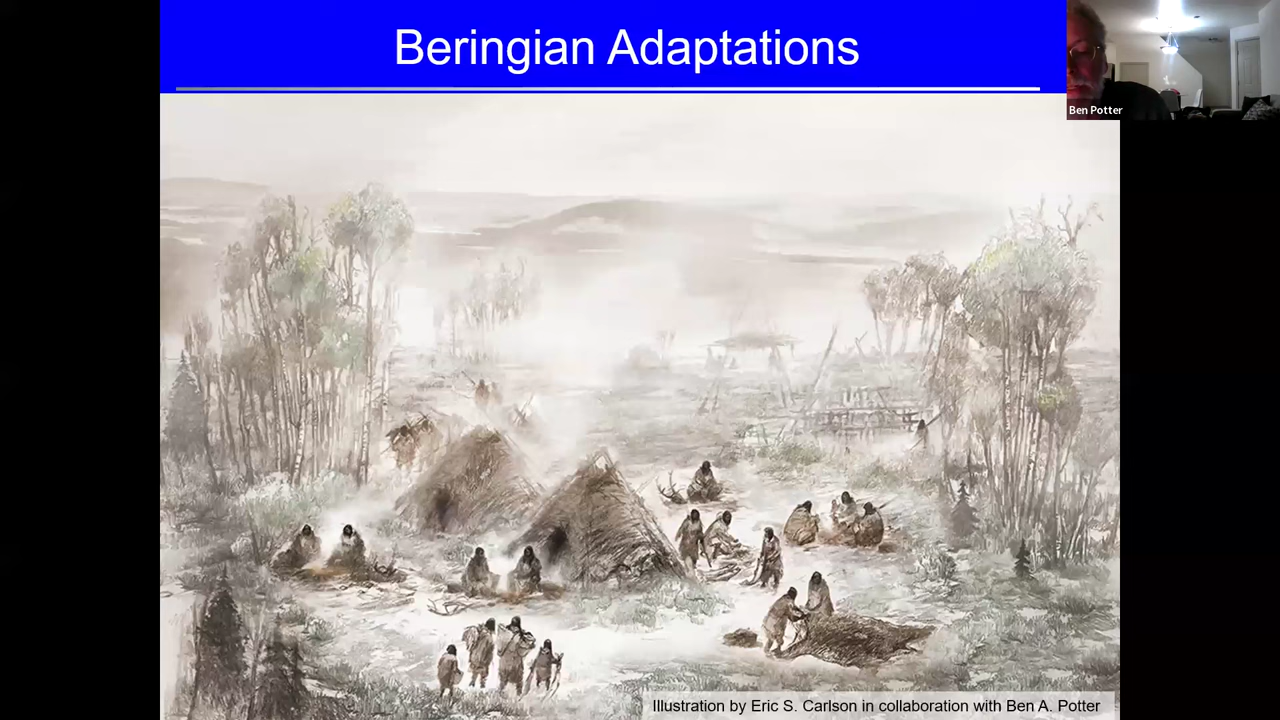 Beringian Adaptations
Ben Potter
Illustration by Eric S. Carlson in collaboration with Ben A. Potter